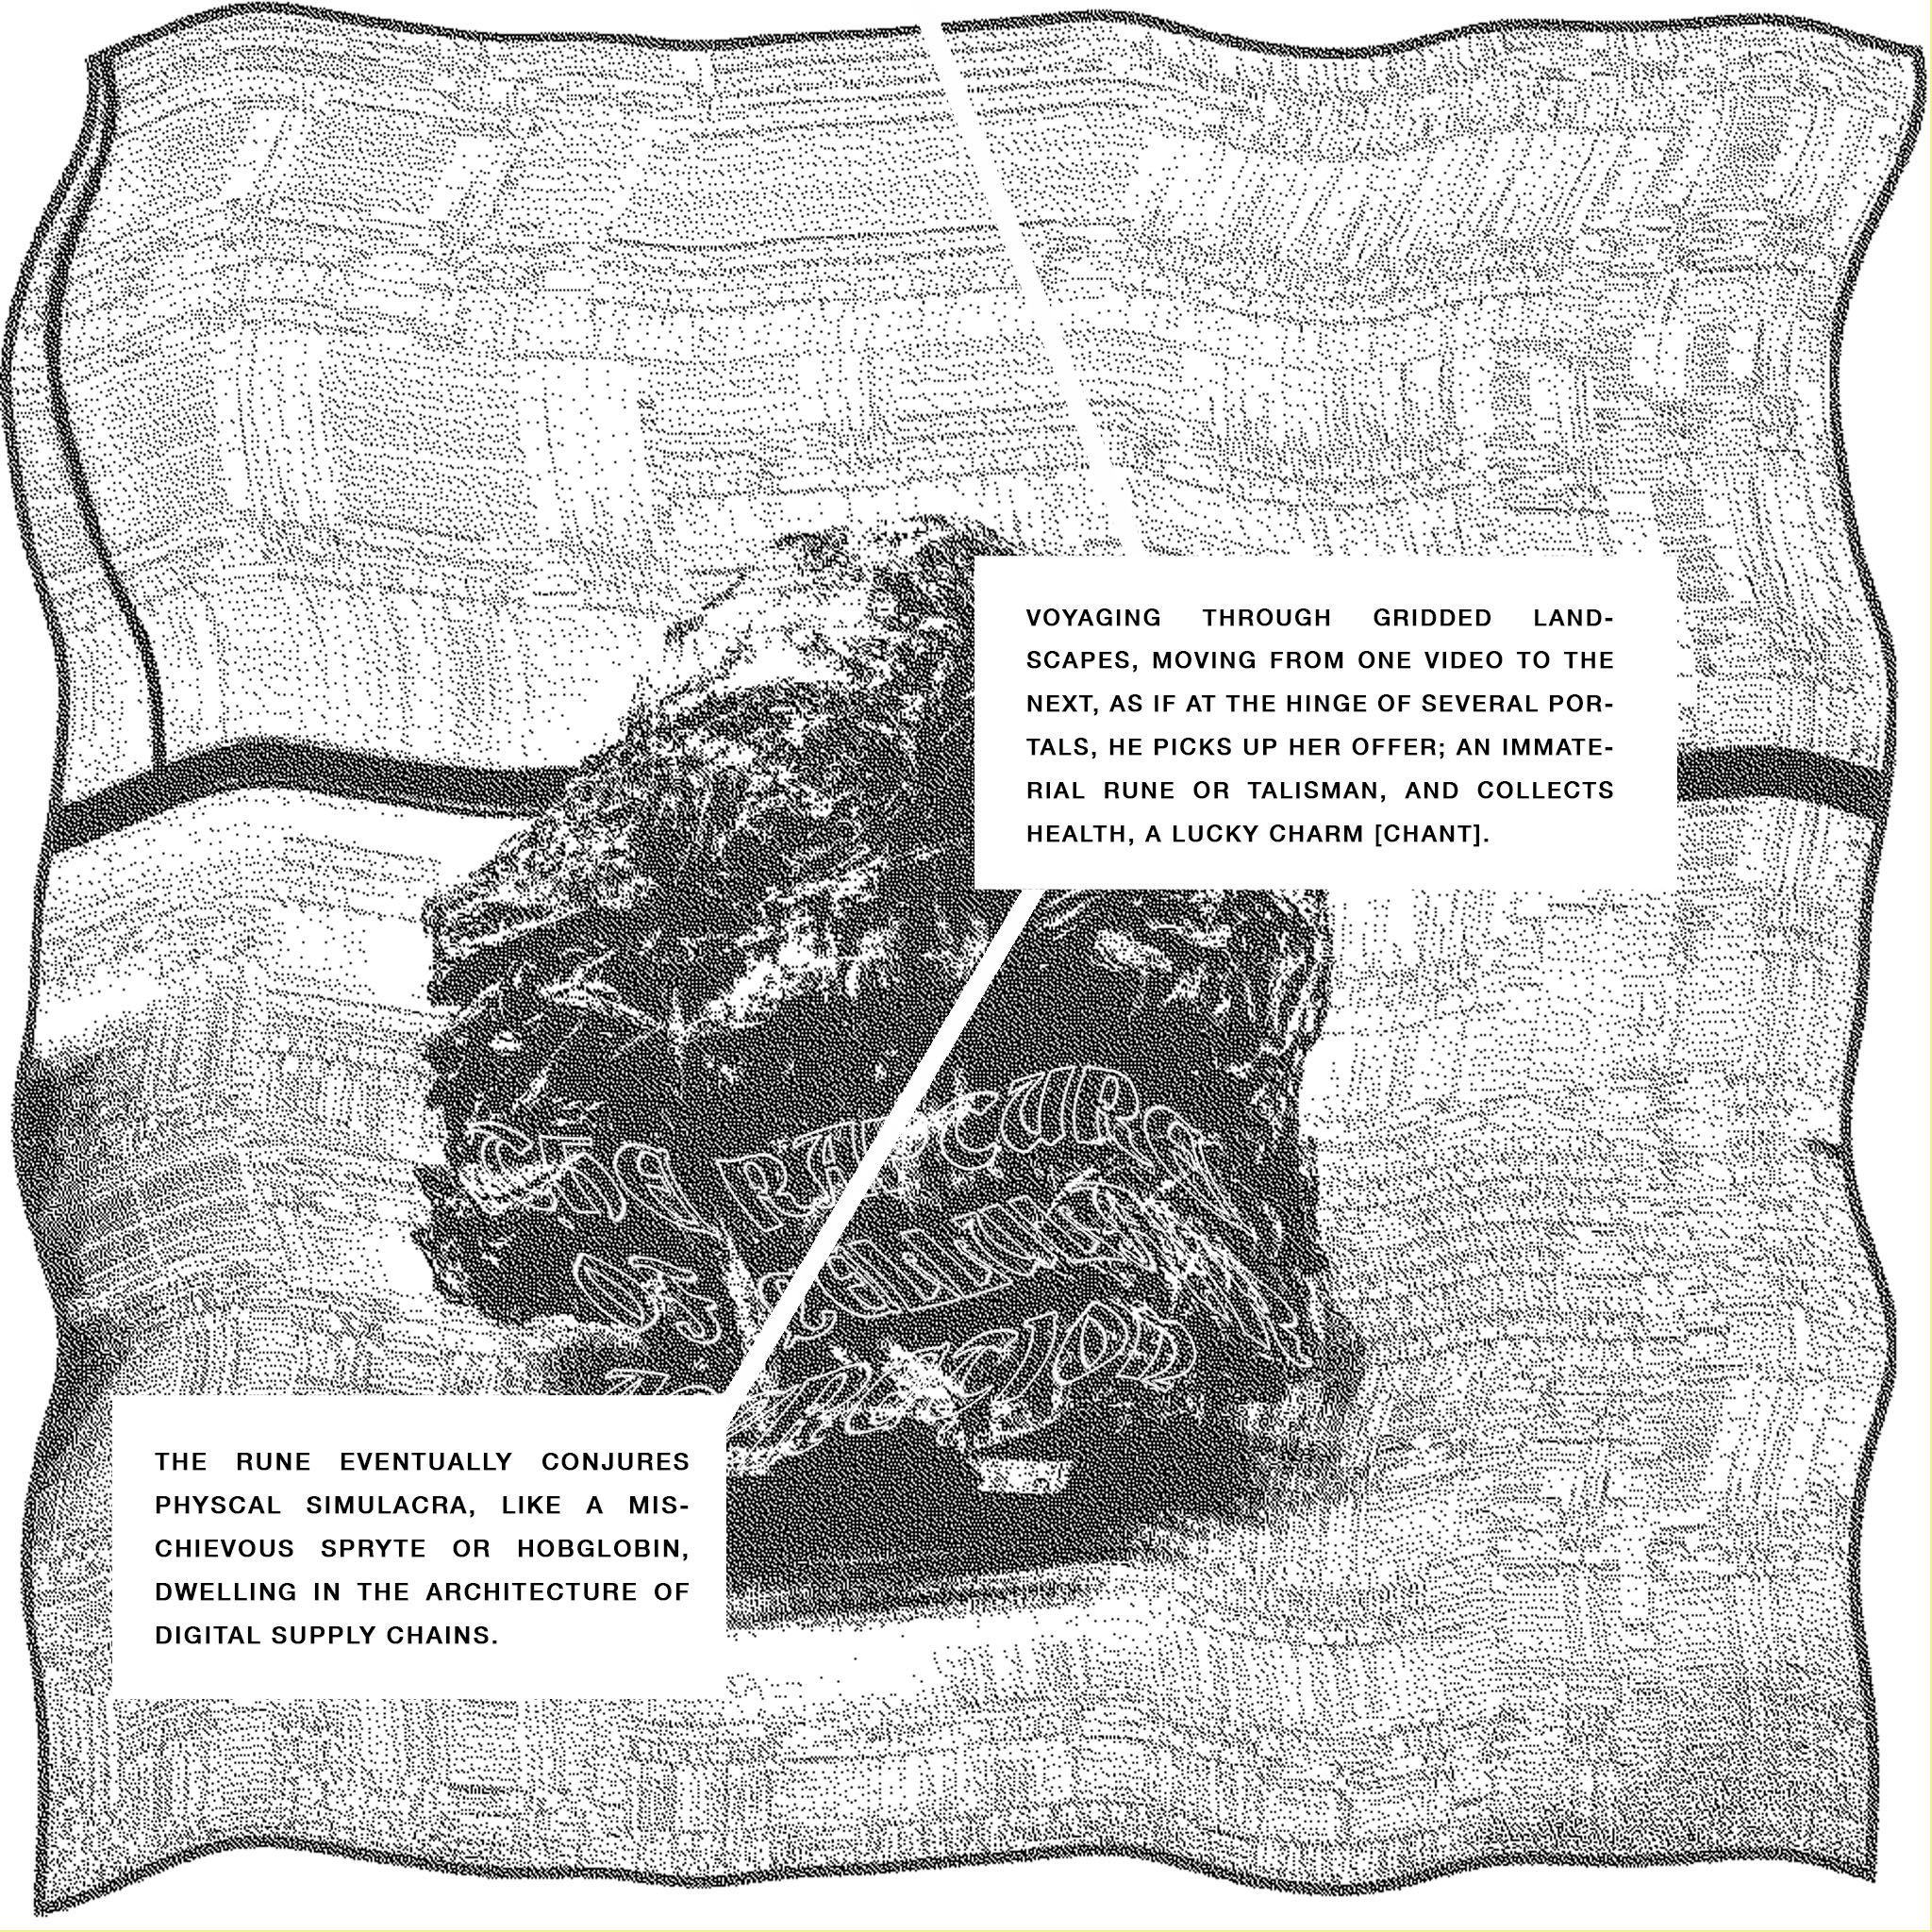 VOYAGING THROUGH GRIDDED LAND-
SCAPES, MOVING FROM ONE VIDEO TO THE
NEXT, AS IF AT THE HINGE OF SEVERAL POR-
TALS, HE PICKS UP HER OFFER; AN IMMATE-
RIAL RUNE OR TALISMAN, AND COLLECTS
HEALTH, A LUCKY CHARM [CHANT].
OF
THE RUNE EVENTUALLY CONJURES
PHYSCAL SIMULACRA, LIKE A MIS-
CHIEVOUS SPRYTE OR HOBGLOBIN,
DWELLING IN THE ARCHITECTURE OF
DIGITAL SUPPLY CHAINS.